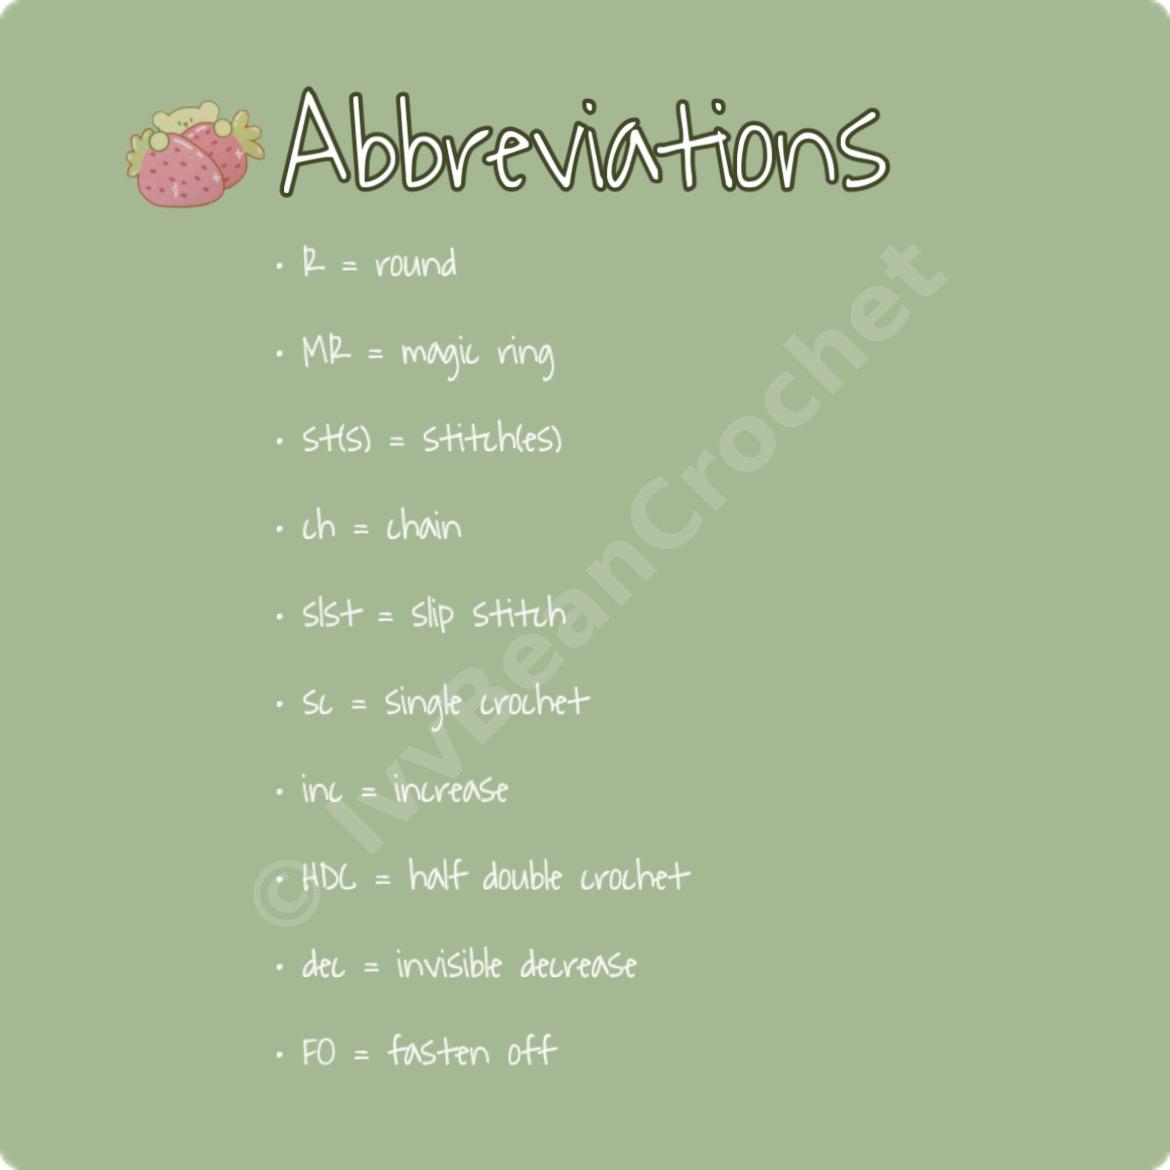 Abbreviations
• R = round
• MR = magic ring
• st(s) = stitch(es)
• ch = chain
• slst = slip stitch
• sc = single crochet
• inc = increase
• HDC = half double crochet
• dec = invisible decrease
• FO = fasten off
© IvvBeanCrochet